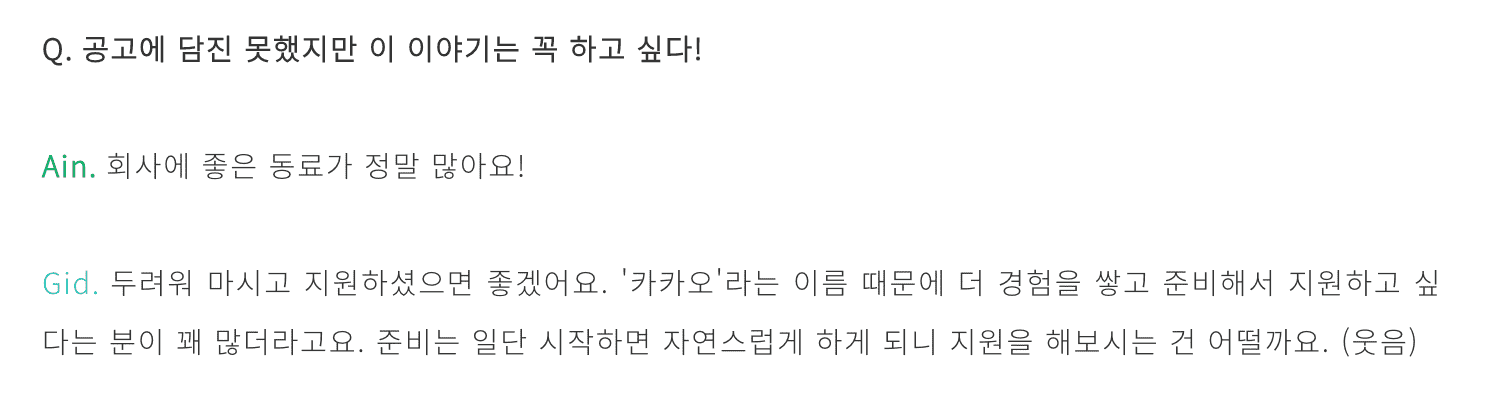 Q. 공고에 담진 못했지만 이 이야기는 꼭 하고 싶다!
Ain. 회사에 좋은 동료가 정말 많아요!
Gid. 두려워 마시고 지원하셨으면 좋겠어요. '카카오'라는 이름 때문에 더 경험을 쌓고 준비해서 지원하고 싶
다는 분이 꽤 많더라고요. 준비는 일단 시작하면 자연스럽게 하게 되니 지원을 해보시는 건 어떨까요. (웃음)